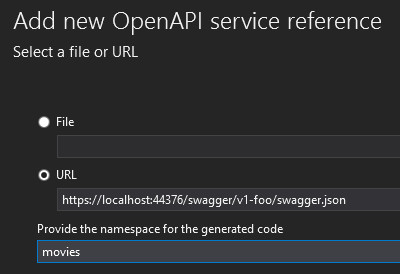 Add new OpenAPI service reference
Select a file or URL
File
URL
https://localhost:44376/swagger/v1-foo/swagger.json
Provide the namespace for the generated code
movies